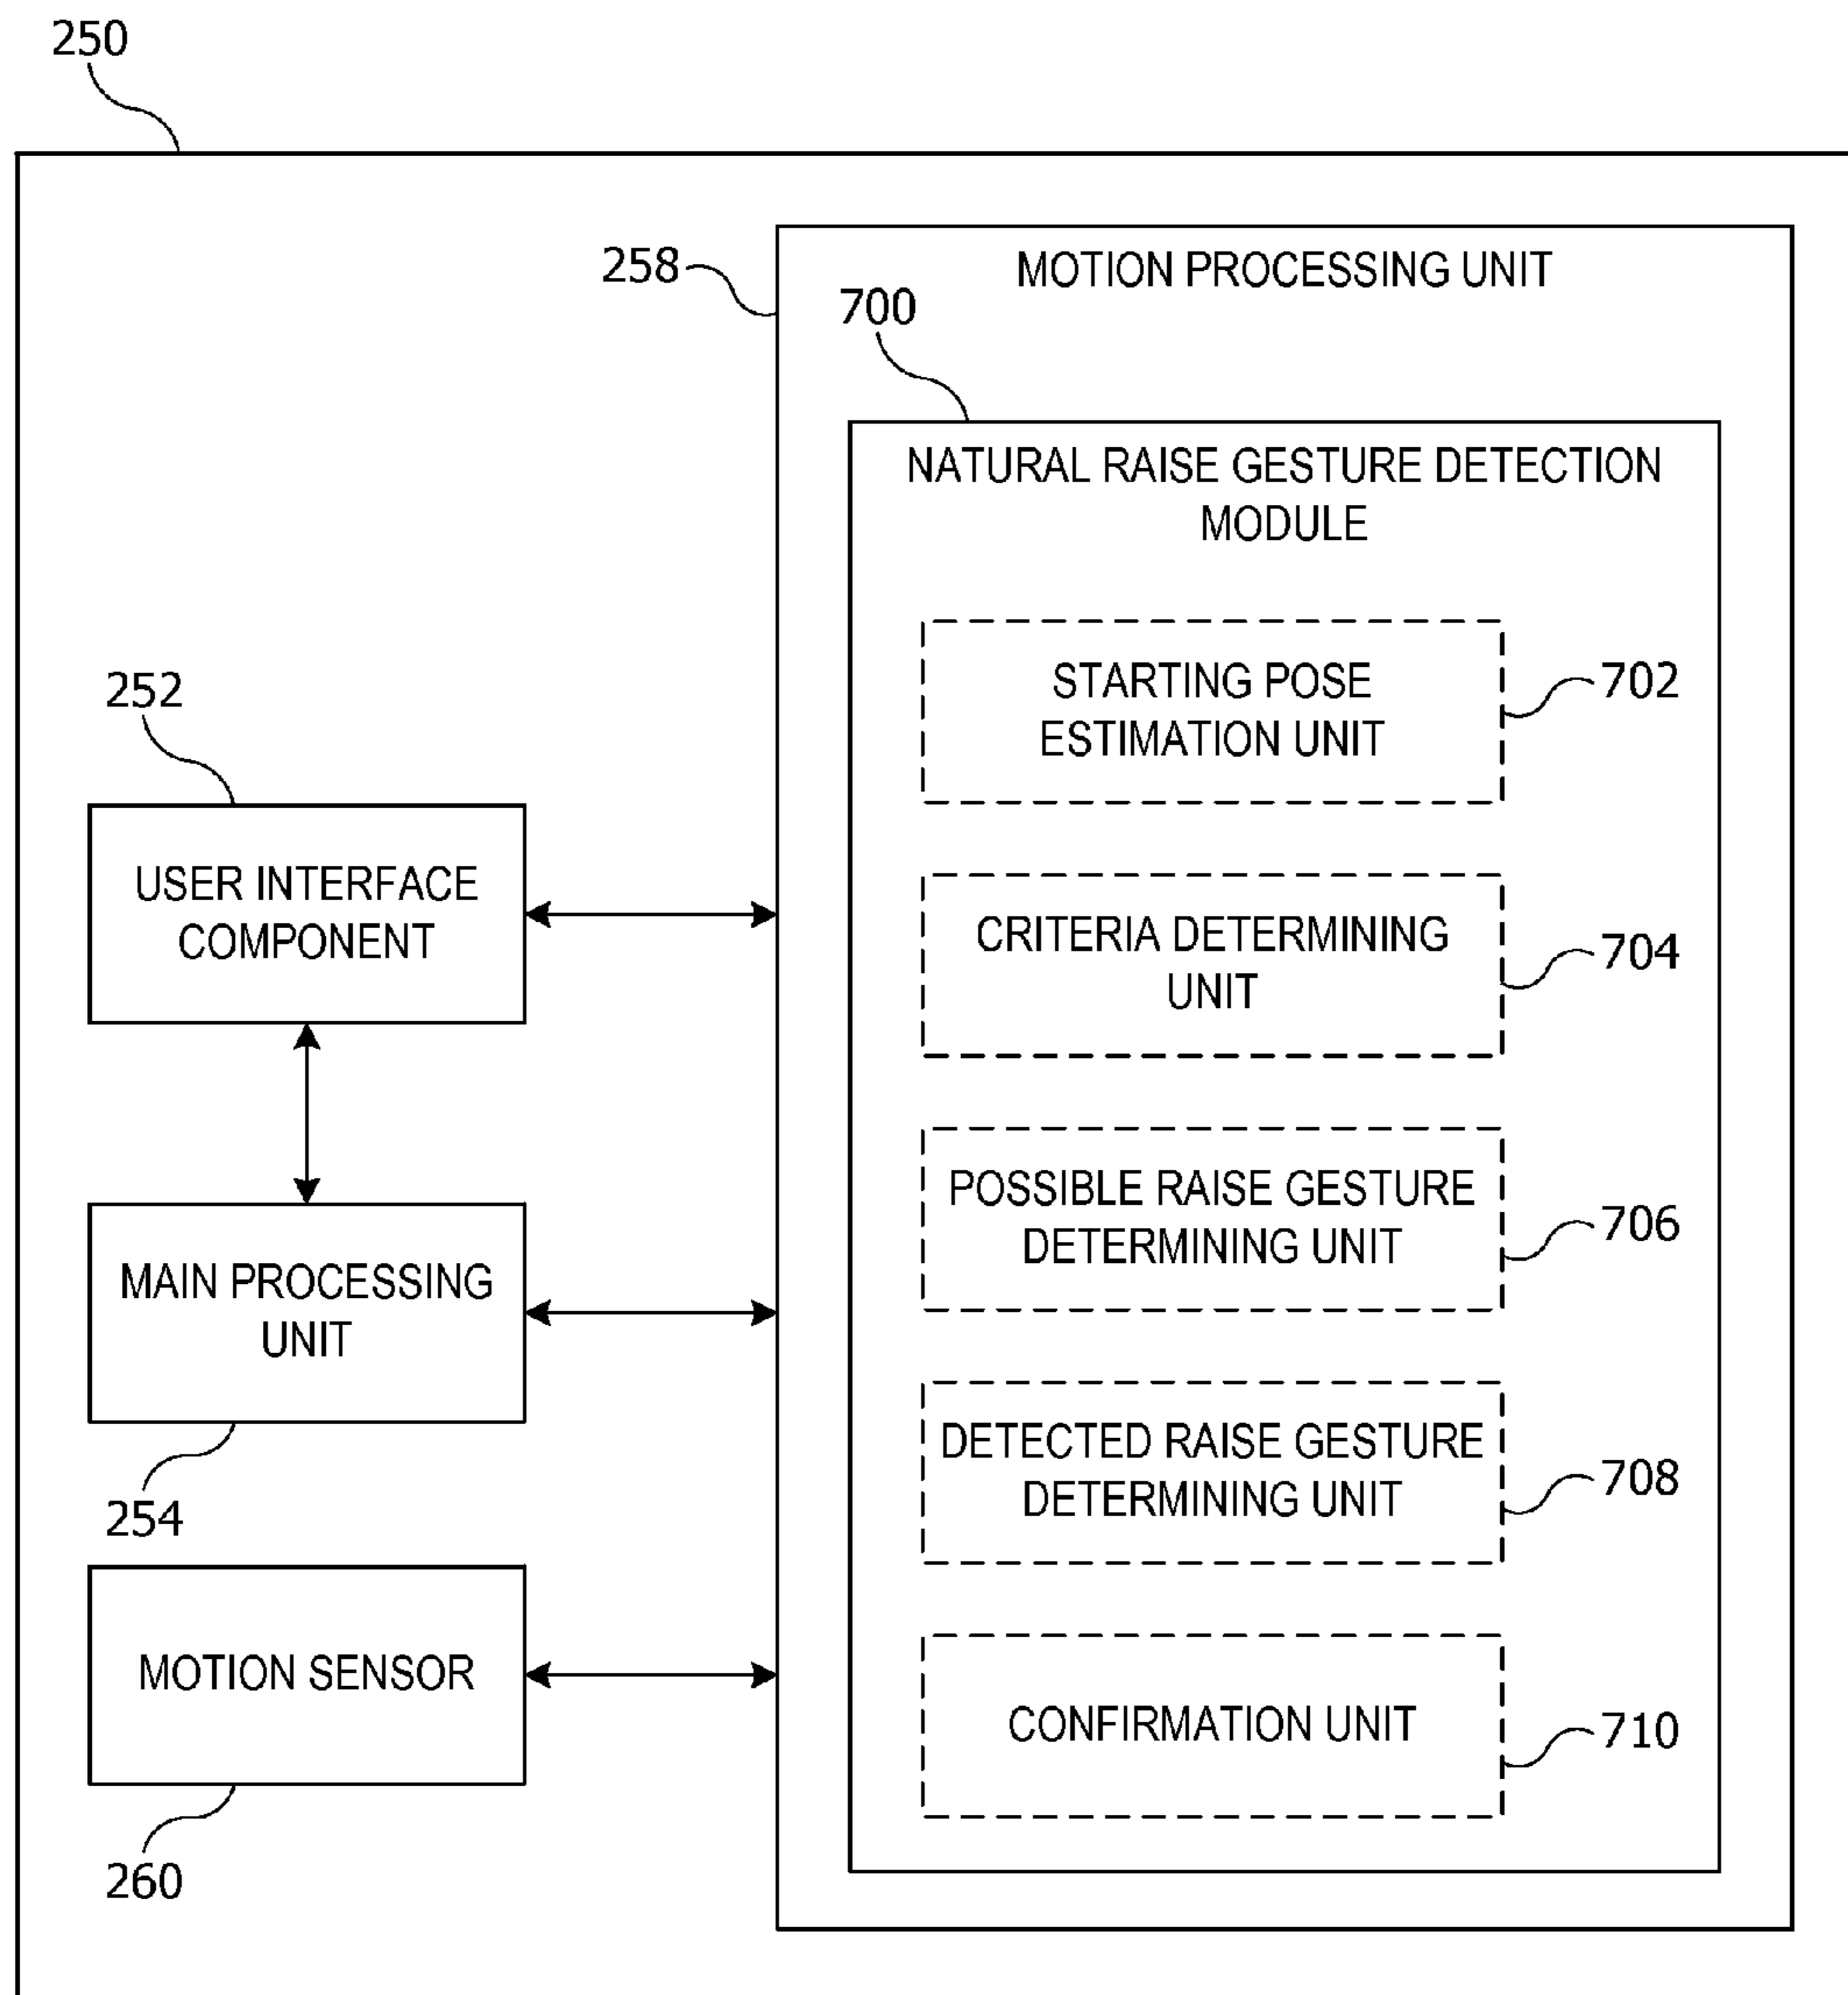 250
258
MOTION PROCESSING UNIT
700
NATURAL RAISE GESTURE DETECTION
MODULE
STARTING POSE
ESTIMATION UNIT
702
252
USER INTERFACE
COMPONENT
CRITERIA DETERMINING
UNIT
704
POSSIBLE RAISE GESTURE
DETERMINING UNIT
706
MAIN PROCESSING
UNIT
254
DETECTED RAISE GESTURE
DETERMINING UNIT
708
MOTION SENSOR
260
CONFIRMATION UNIT
710